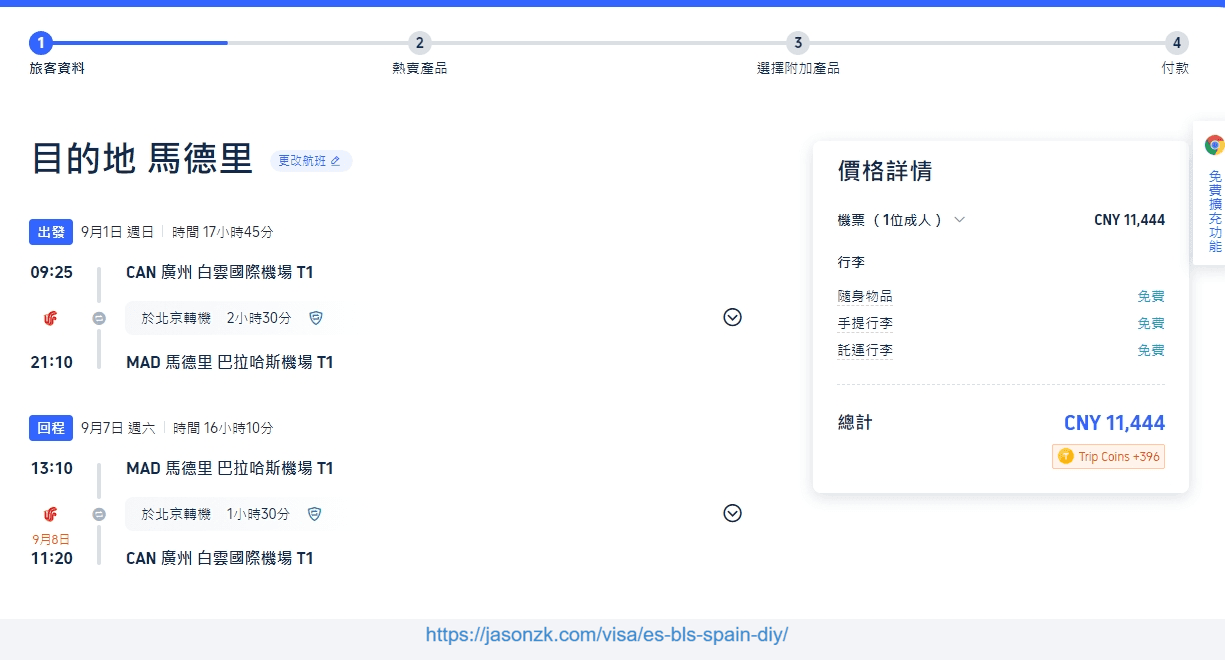 1
2
3
4
旅客資料
熱賣產品
選擇附加產品
付款
目的地 馬德里
更改航班
出發 9月1日 週日 時間 17小時45分
09:25 CAN 廣州 白雲國際機場 T1
於北京轉機 2小時30分
21:10 MAD 馬德里 巴拉哈斯機場 T1
回程 9月7日 週六 時間 16小時10分
13:10 MAD 馬德里 巴拉哈斯機場 T1
於北京轉機 1小時30分
9月8日
11:20 CAN 廣州 白雲國際機場 T1
價格詳情
機票 (1位成人) CNY 11,444
行李
隨身物品 免費
手提行李 免費
託運行李 免費
總計 CNY 11,444
Trip Coins +396
免費擴充功能
https://jasonzk.com/visa/es-bls-spain-diy/